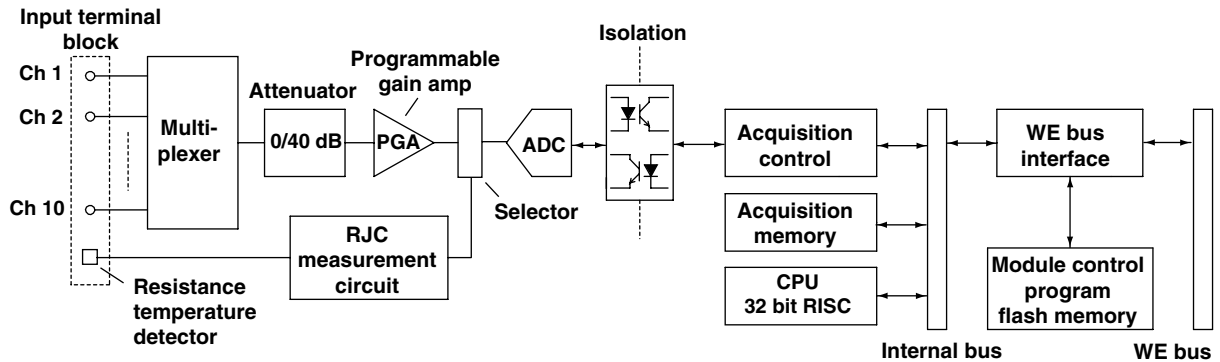 Input terminal
block
Ch 1
Ch 2
Ch 10
Multi-
plexer
Attenuator
0/40 dB
Programmable
gain amp
PGA
Selector
ADC
RJC
measurement
circuit
Resistance
temperature
detector
Isolation
Acquisition
control
Acquisition
memory
CPU
32 bit RISC
Internal bus
WE bus
interface
Module control
program
flash memory
WE bus